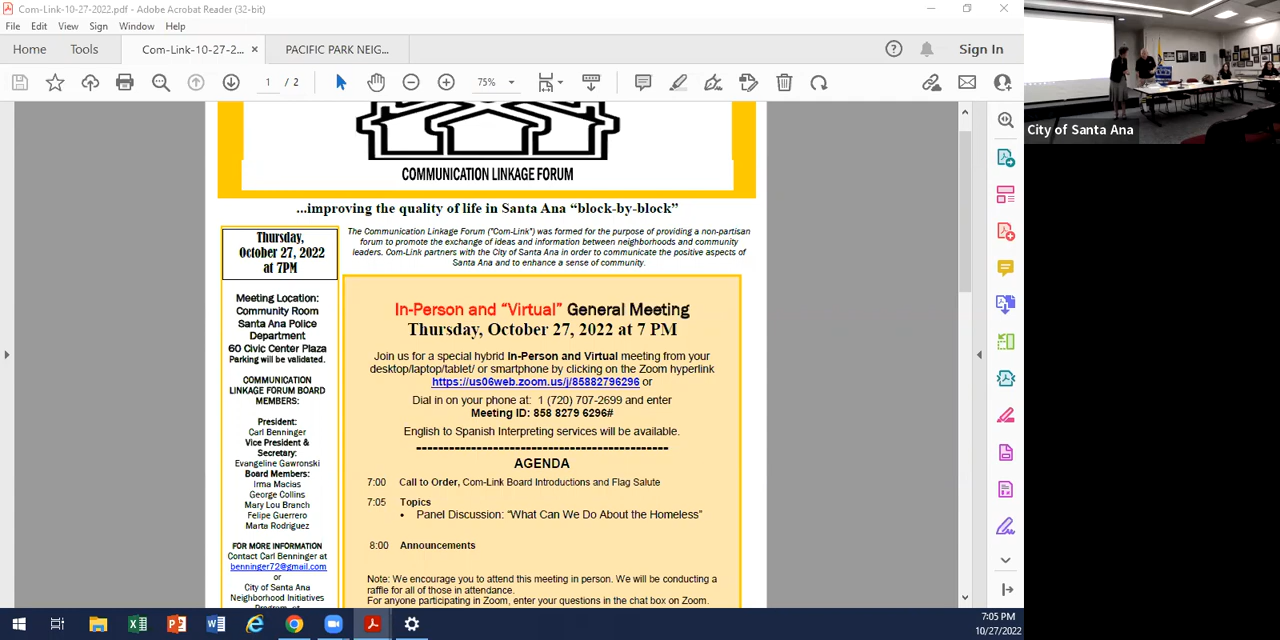 Com-Link-10-27-2022.pdf - Adobe Acrobat Reader (32-bit)
File Edit View Sign Window Help
Home Tools Com-Link-10-27-2... × PACIFIC PARK NEIG... Sign In
1 / 2 75%
COMMUNICATION LINKAGE FORUM
...improving the quality of life in Santa Ana “block-by-block”
Thursday,
October 27, 2022
at 7PM
Meeting Location:
Community Room
Santa Ana Police
Department
60 Civic Center Plaza
Parking will be validated.
COMMUNICATION
LINKAGE FORUM BOARD
MEMBERS:
President:
Carl Benninger
Vice President &
Secretary:
Evangeline Gawronski
Board Members:
Irma Macias
George Collins
Mary Lou Branch
Felipe Guerrero
Marta Rodriguez
FOR MORE INFORMATION
Contact Carl Benninger at
benninger72@gmail.com
or
City of Santa Ana
Neighborhood Initiatives
Program, at
The Communication Linkage Forum ("Com-Link") was formed for the purpose of providing a non-partisan
forum to promote the exchange of ideas and information between neighborhoods and community
leaders. Com-Link partners with the City of Santa Ana in order to communicate the positive aspects of
Santa Ana and to enhance a sense of community.
In-Person and “Virtual” General Meeting
Thursday, October 27, 2022 at 7 PM
Join us for a special hybrid In-Person and Virtual meeting from your
desktop/laptop/tablet/ or smartphone by clicking on the Zoom hyperlink
https://us06web.zoom.us/j/85882796296 or
Dial in on your phone at: 1 (720) 707-2699 and enter
Meeting ID: 858 8279 6296#
English to Spanish Interpreting services will be available.
AGENDA
7:00 Call to Order, Com-Link Board Introductions and Flag Salute
7:05 Topics
• Panel Discussion: “What Can We Do About the Homeless”
8:00 Announcements
Note: We encourage you to attend this meeting in person. We will be conducting a
raffle for all of those in attendance.
For anyone participating in Zoom, enter your questions in the chat box on Zoom.
City of Santa Ana
7:05 PM
10/27/2022